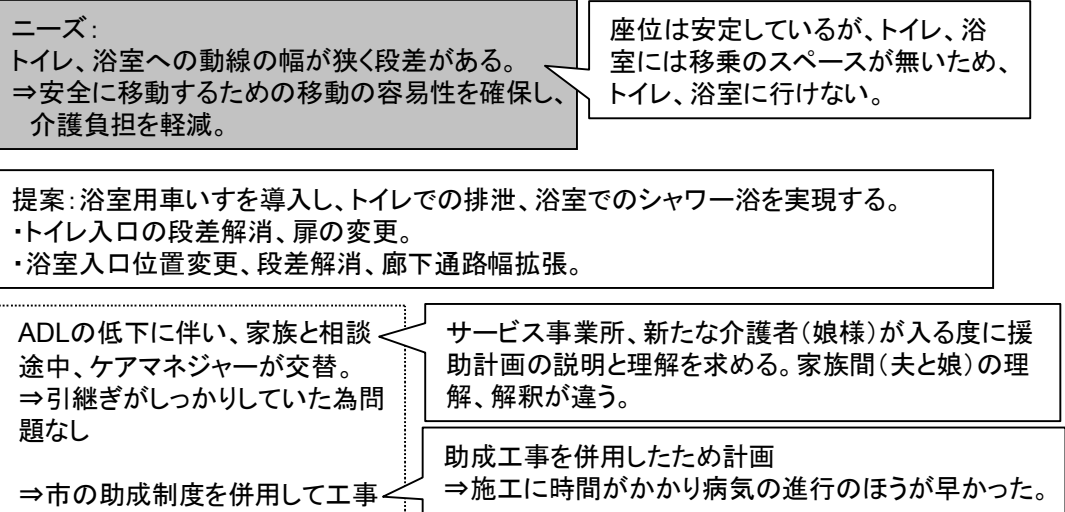 ニーズ：
トイレ、浴室への動線の幅が狭く段差がある。
⇒安全に移動するための移動の容易性を確保し、
介護負担を軽減。
座位は安定しているが、トイレ、浴
室には移乗のスペースが無いため、
トイレ、浴室に行けない。
提案：浴室用車いすを導入し、トイレでの排泄、浴室でのシャワー浴を実現する。
・トイレ入口の段差解消、扉の変更。
・浴室入口位置変更、段差解消、廊下通路幅拡張。
ADLの低下に伴い、家族と相談
途中、ケアマネジャーが交替。
⇒引継ぎがしっかりしていた為問
題なし
⇒市の助成制度を併用して工事
サービス事業所、新たな介護者（娘様）が入る度に援
助計画の説明と理解を求める。家族間（夫と娘）の理
解、解釈が違う。
助成工事を併用したため計画
⇒施工に時間がかかり病気の進行のほうが早かった。